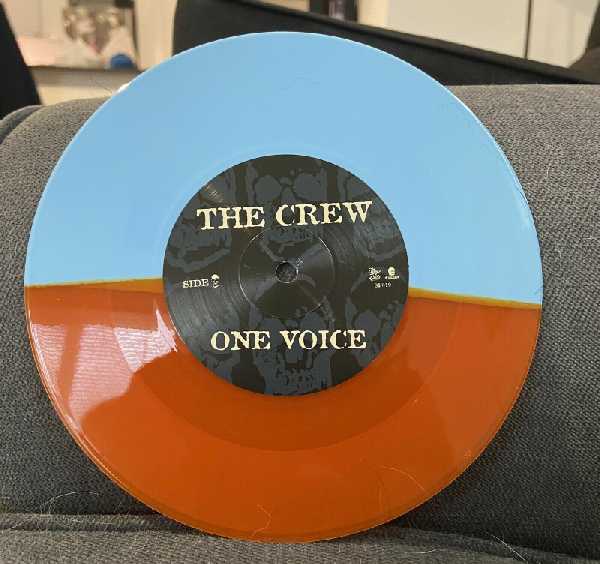 THE CREW
SIDE
ONE VOICE